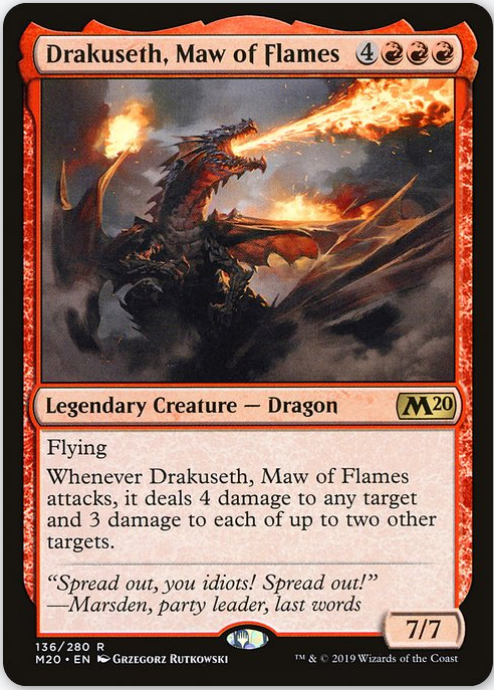 Drakuseth, Maw of Flames 4
Legendary Creature — Dragon M20
Flying
Whenever Drakuseth, Maw of Flames
attacks, it deals 4 damage to any target
and 3 damage to each of up to two other
targets.
“Spread out, you idiots! Spread out!”
—Marsden, party leader, last words
7/7
136/280 R
M20 • EN Grzegorz Rutkowski ™ & © 2019 Wizards of the Coast